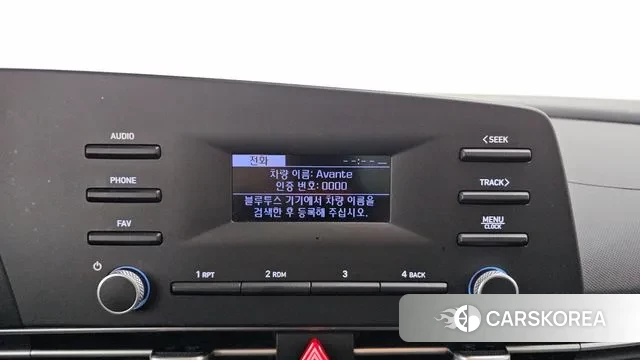 AUDIO
PHONE
FAV
전화
--:--
차량 이름: Avante
인증 번호: 0000
블루투스 기기에서 차량 이름을
검색한 후 등록해 주십시오.
<SEEK
TRACK>
MENU
CLOCK
1 RPT
2 RDM
3
4 BACK
CARSKOREA